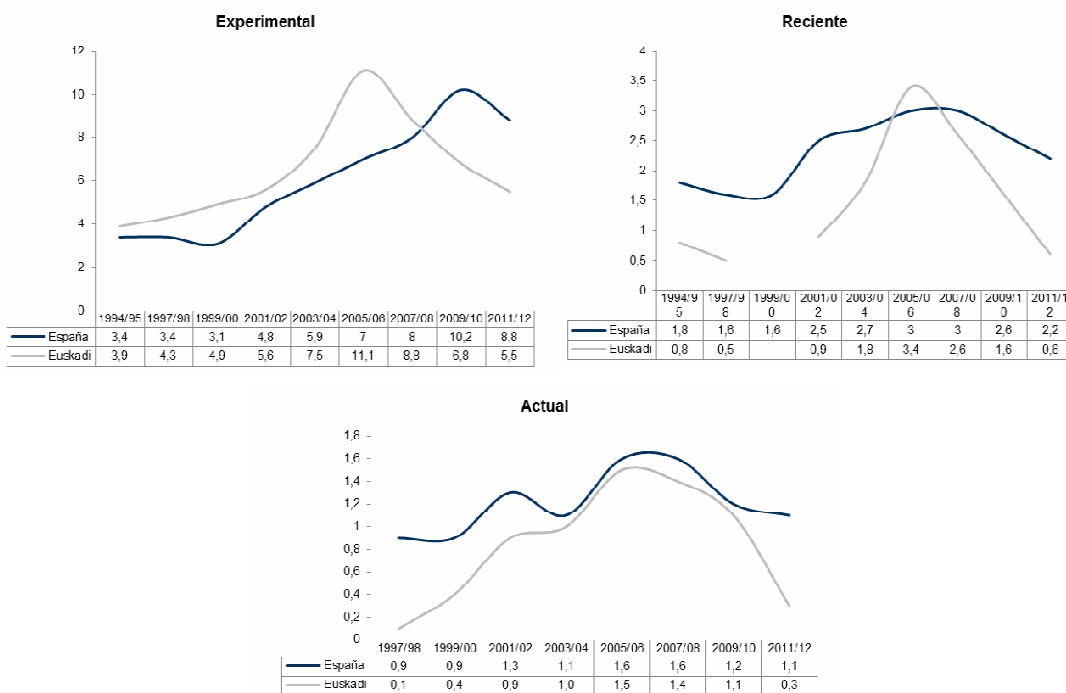 Experimental
12
10
8
6
4
2
0
1994/95 1997/98 1999/00 2001/02 2003/04 2005/06 2007/08 2009/10 2011/12
España 3,4 3,4 3,1 4,8 5,9 7 8 10,2 8,8
Euskadi 3,9 4,3 4,9 5,6 7,5 11,1 8,8 6,8 5,5
Reciente
4
3,5
3
2,5
2
1,5
1
0,5
0
1994/9 1997/9 1999/0 2001/0 2003/0 2005/0 2007/0 2009/1 2011/1
5 8 0 2 4 6 8 0 2
España 1,8 1,6 1,6 2,5 2,7 3 3 2,6 2,2
Euskadi 0,8 0,5 0,9 1,8 3,4 2,6 1,6 0,6
Actual
1,8
1,6
1,4
1,2
1
0,8
0,6
0,4
0,2
0
1997/98 1999/00 2001/02 2003/04 2005/06 2007/08 2009/10 2011/12
España 0,9 0,9 1,3 1,1 1,6 1,6 1,2 1,1
Euskadi 0,1 0,4 0,9 1,0 1,5 1,4 1,1 0,3